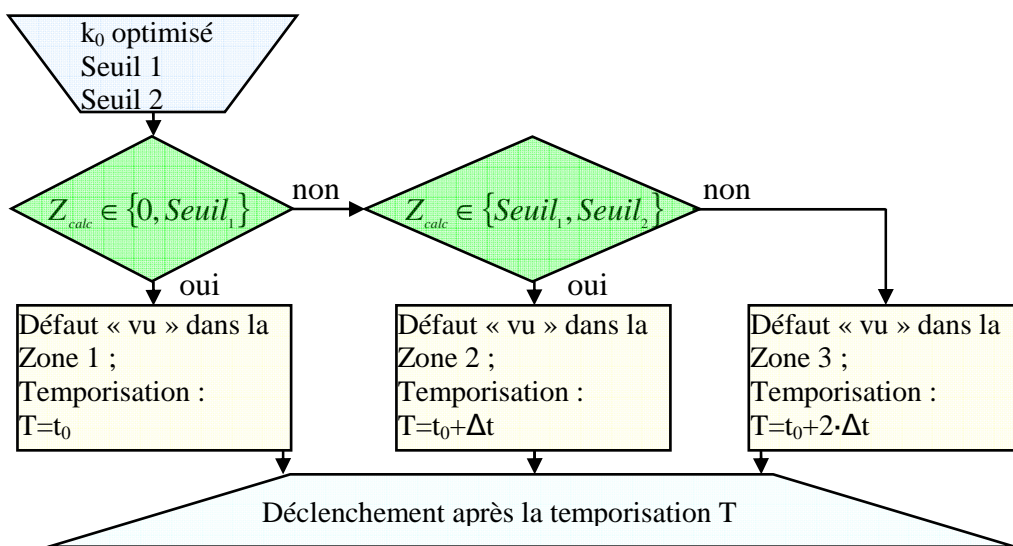 k₀ optimisé
Seuil 1
Seuil 2
Z_calc ∈ {0, Seuil₁}
non
Z_calc ∈ {Seuil₁, Seuil₂}
non
oui
oui
Défaut « vu » dans la
Zone 1 ;
Temporisation :
T=t₀
Défaut « vu » dans la
Zone 2 ;
Temporisation :
T=t₀+Δt
Défaut « vu » dans la
Zone 3 ;
Temporisation :
T=t₀+2·Δt
Déclenchement après la temporisation T